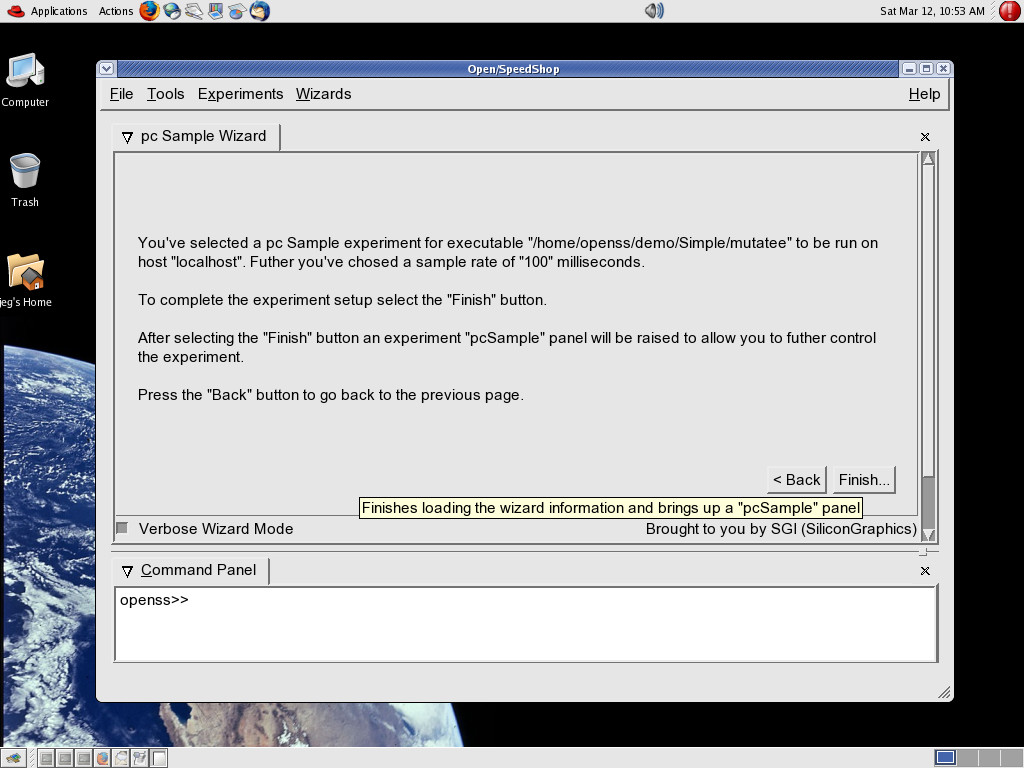 Applications Actions Sat Mar 12, 10:53 AM
Computer
Trash
jeg's Home
Open/SpeedShop
File Tools Experiments Wizards Help
pc Sample Wizard
You've selected a pc Sample experiment for executable "/home/openss/demo/Simple/mutatee" to be run on
host "localhost". Futher you've chosed a sample rate of "100" milliseconds.
To complete the experiment setup select the "Finish" button.
After selecting the "Finish" button an experiment "pcSample" panel will be raised to allow you to futher control
the experiment.
Press the "Back" button to go back to the previous page.
< Back Finish...
Finishes loading the wizard information and brings up a "pcSample" panel
Verbose Wizard Mode Brought to you by SGI (SiliconGraphics)
Command Panel
openss>>